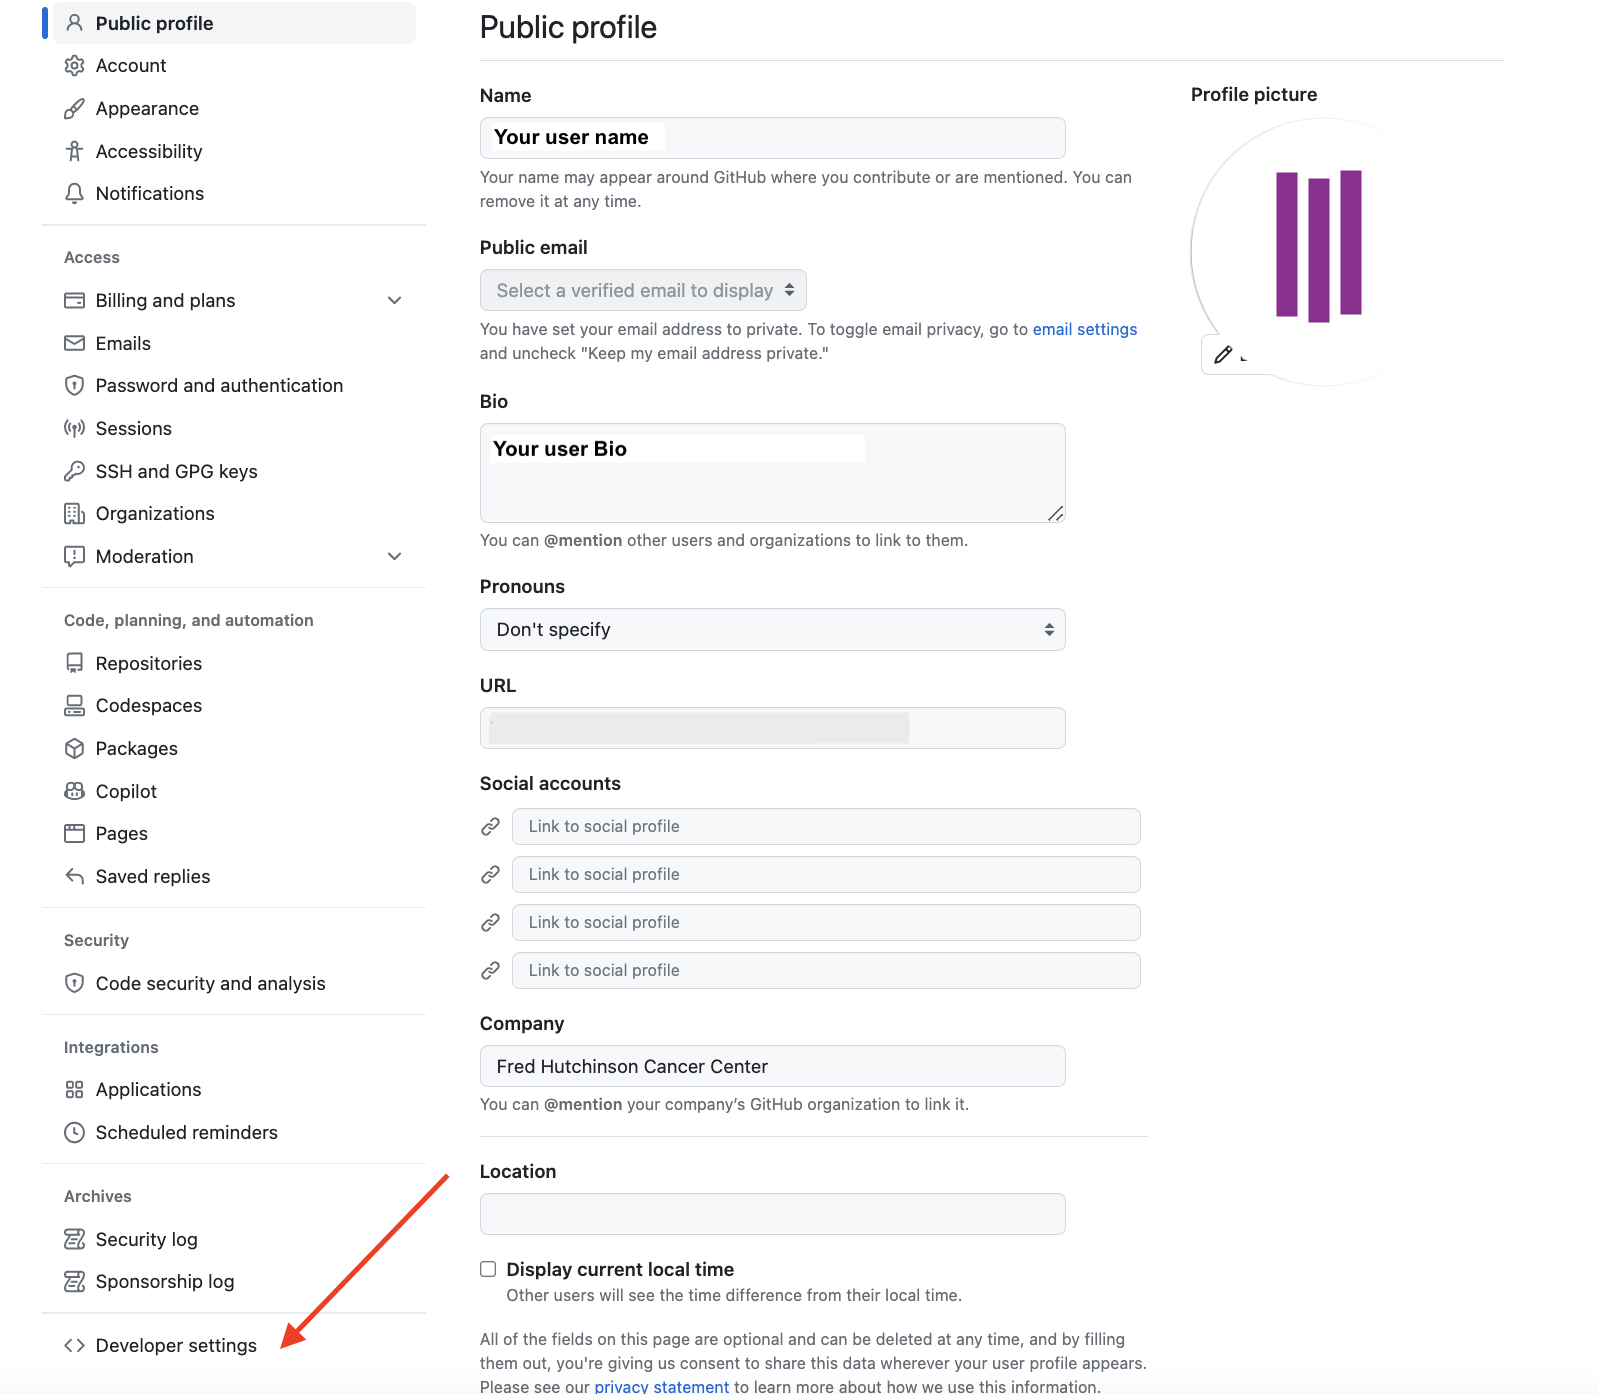 Public profile
Account
Appearance
Accessibility
Notifications
Access
Billing and plans
Emails
Password and authentication
Sessions
SSH and GPG keys
Organizations
Moderation
Code, planning, and automation
Repositories
Codespaces
Packages
Copilot
Pages
Saved replies
Security
Code security and analysis
Integrations
Applications
Scheduled reminders
Archives
Security log
Sponsorship log
Developer settings
Public profile
Name
Your user name
Your name may appear around GitHub where you contribute or are mentioned. You can
remove it at any time.
Public email
Select a verified email to display
You have set your email address to private. To toggle email privacy, go to email settings
and uncheck "Keep my email address private."
Bio
Your user Bio
You can @mention other users and organizations to link to them.
Pronouns
Don't specify
URL
Social accounts
Link to social profile
Link to social profile
Link to social profile
Link to social profile
Company
Fred Hutchinson Cancer Center
You can @mention your company’s GitHub organization to link it.
Location
Display current local time
Other users will see the time difference from their local time.
All of the fields on this page are optional and can be deleted at any time, and by filling
them out, you're giving us consent to share this data wherever your user profile appears.
Please see our privacy statement to learn more about how we use this information.
Profile picture